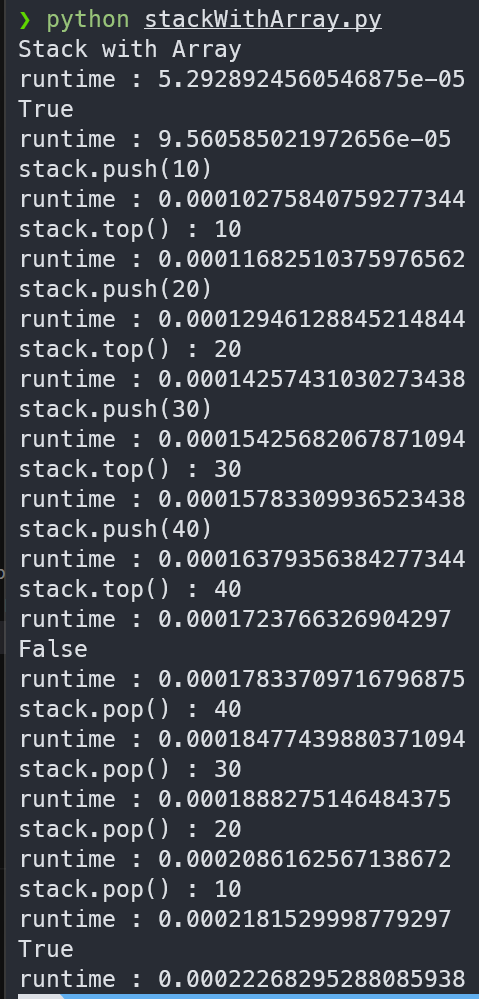 ❯ python stackWithArray.py
Stack with Array
runtime : 5.2928924560546875e-05
True
runtime : 9.560585021972656e-05
stack.push(10)
runtime : 0.00010275840759277344
stack.top() : 10
runtime : 0.00011682510375976562
stack.push(20)
runtime : 0.00012946128845214844
stack.top() : 20
runtime : 0.00014257431030273438
stack.push(30)
runtime : 0.00015425682067871094
stack.top() : 30
runtime : 0.00015783309936523438
stack.push(40)
runtime : 0.00016379356384277344
stack.top() : 40
runtime : 0.0001723766326904297
False
runtime : 0.00017833709716796875
stack.pop() : 40
runtime : 0.00018477439880371094
stack.pop() : 30
runtime : 0.0001888275146484375
stack.pop() : 20
runtime : 0.0002086162567138672
stack.pop() : 10
runtime : 0.00021815299987792​97
True
runtime : 0.000222682952880859​38